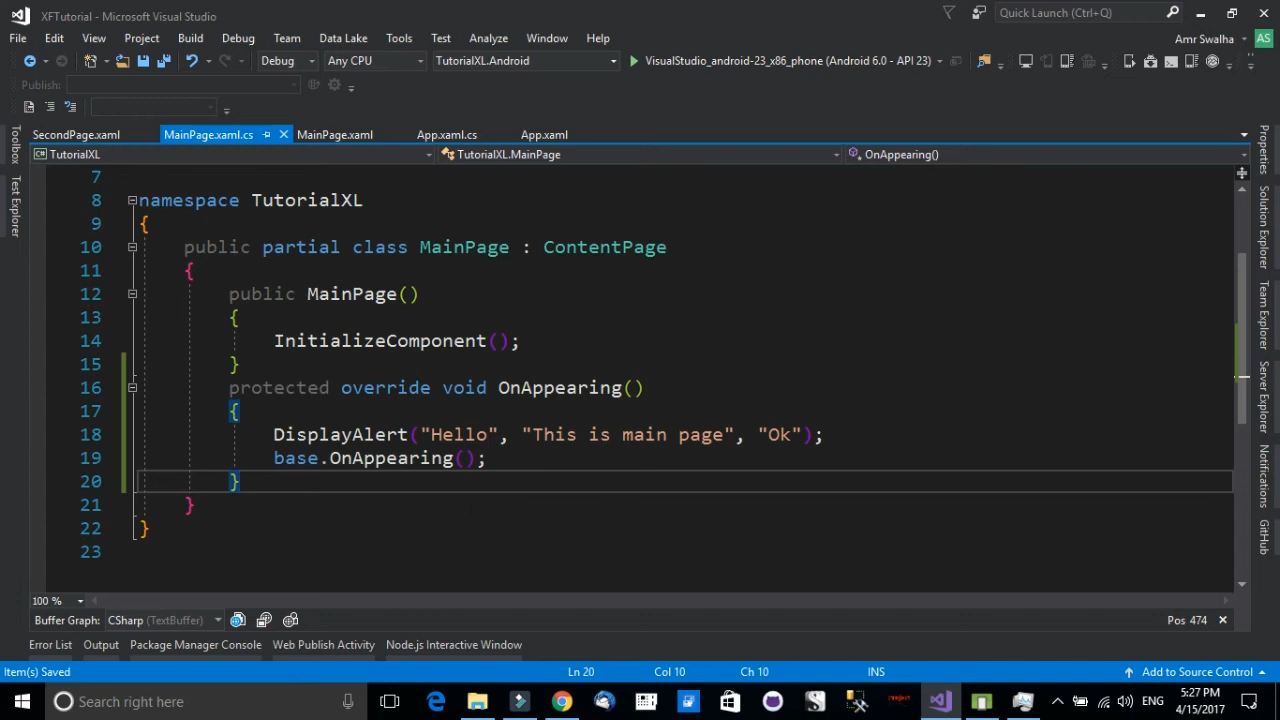 XFTutorial - Microsoft Visual Studio
Quick Launch (Ctrl+Q)
File Edit View Project Build Debug Team Data Lake Tools Test Analyze Window Help
Amr Swalha AS
Debug Any CPU TutorialXL.Android VisualStudio_android-23_x86_phone (Android 6.0 - API 23)
Publish:
SecondPage.xaml MainPage.xaml.cs MainPage.xaml App.xaml.cs App.xaml
TutorialXL TutorialXL.MainPage OnAppearing()
Toolbox
Test Explorer
7
8 namespace TutorialXL
9 {
10 public partial class MainPage : ContentPage
11 {
12 public MainPage()
13 {
14 InitializeComponent();
15 }
16 protected override void OnAppearing()
17 {
18 DisplayAlert("Hello", "This is main page", "Ok");
19 base.OnAppearing();
20 }
21 }
22 }
23
Properties
Solution Explorer
Team Explorer
Server Explorer
Notifications
GitHub
100 %
Buffer Graph: CSharp (TextBuffer) Pos 474
Error List Output Package Manager Console Web Publish Activity Node.js Interactive Window
Item(s) Saved Ln 20 Col 10 Ch 10 INS Add to Source Control
Search right here
ENG
5:27 PM
4/15/2017